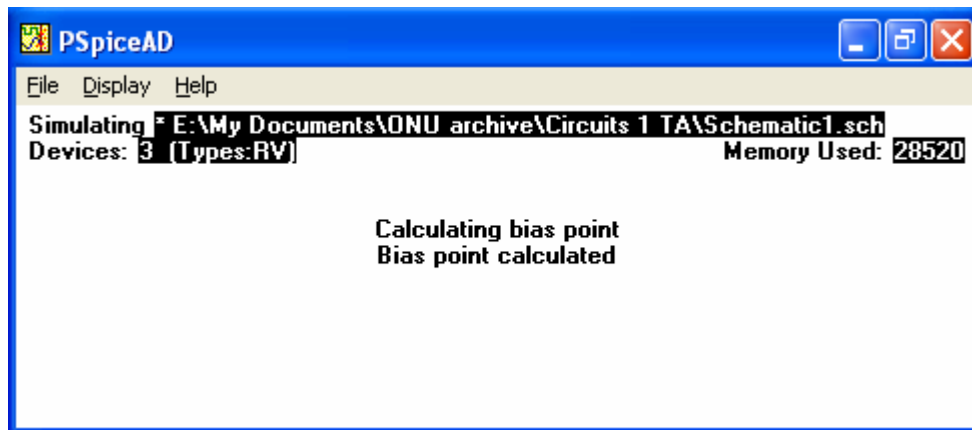 PSpiceAD
File Display Help
Simulating * E:\My Documents\ONU archive\Circuits 1 TA\Schematic1.sch
Devices: 3 (Types:RV) Memory Used: 28520
Calculating bias point
Bias point calculated